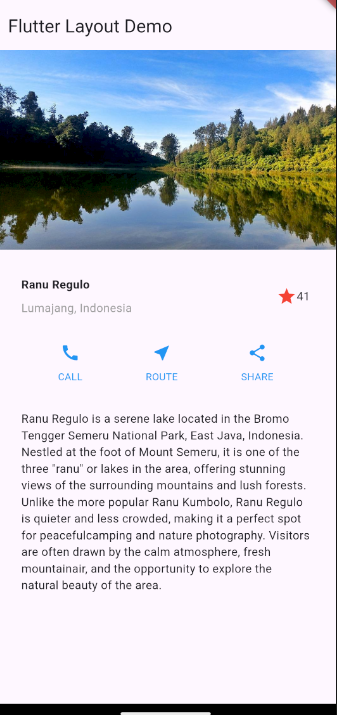 Flutter Layout Demo
Ranu Regulo
41
Lumajang, Indonesia
CALL
ROUTE
SHARE
Ranu Regulo is a serene lake located in the Bromo
Tengger Semeru National Park, East Java, Indonesia.
Nestled at the foot of Mount Semeru, it is one of the
three "ranu" or lakes in the area, offering stunning
views of the surrounding mountains and lush forests.
Unlike the more popular Ranu Kumbolo, Ranu Regulo
is quieter and less crowded, making it a perfect spot
for peacefulcamping and nature photography. Visitors
are often drawn by the calm atmosphere, fresh
mountainair, and the opportunity to explore the
natural beauty of the area.